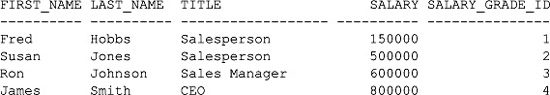 FIRST_NAME LAST_NAME TITLE SALARY SALARY_GRADE_ID
---------- ---------- -------------------- ---------- ---------------
Fred Hobbs Salesperson 150000 1
Susan Jones Salesperson 500000 2
Ron Johnson Sales Manager 600000 3
James Smith CEO 800000 4